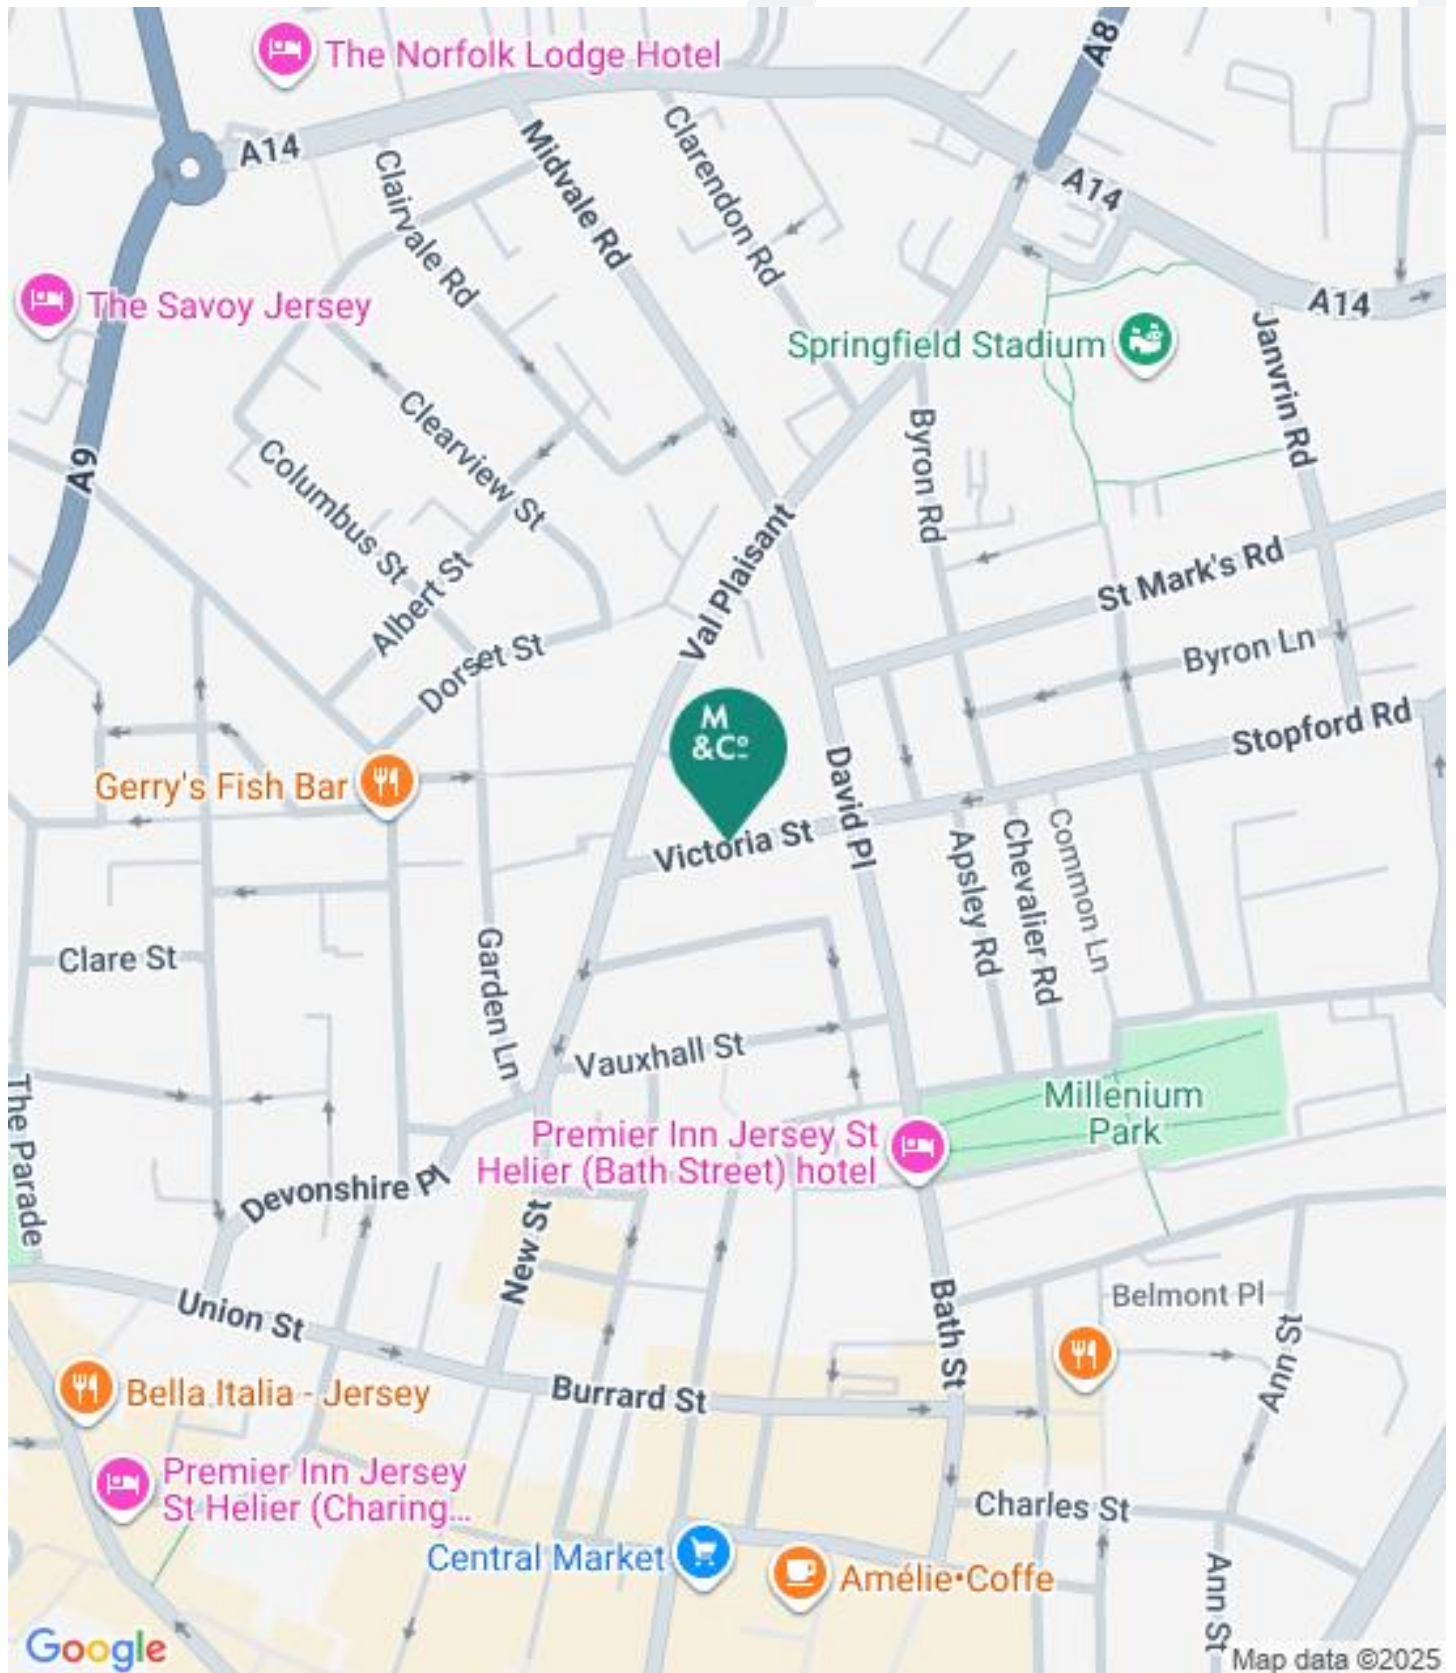 The Norfolk Lodge Hotel
A8
A14
Midvale Rd
Clarendon Rd
Clairvale Rd
A14
The Savoy Jersey
A14
Springfield Stadium
Janvrin Rd
A9
Clearview St
Columbus St
Byron Rd
Albert St
Val Plaisant
St Mark's Rd
Dorset St
Byron Ln
M
&Co
Stopford Rd
Gerry's Fish Bar
David Pl
Victoria St
Apsley Rd
Chevalier Rd
Common Ln
Clare St
Garden Ln
Vauxhall St
The Parade
Millenium
Park
Premier Inn Jersey St
Helier (Bath Street) hotel
Devonshire Pl
New St
Union St
Bath St
Belmont Pl
Ann St
Bella Italia - Jersey
Burrard St
Premier Inn Jersey
St Helier (Charing...
Charles St
Central Market
Amélie•Coffe
Ann St
Google
Map data ©2025